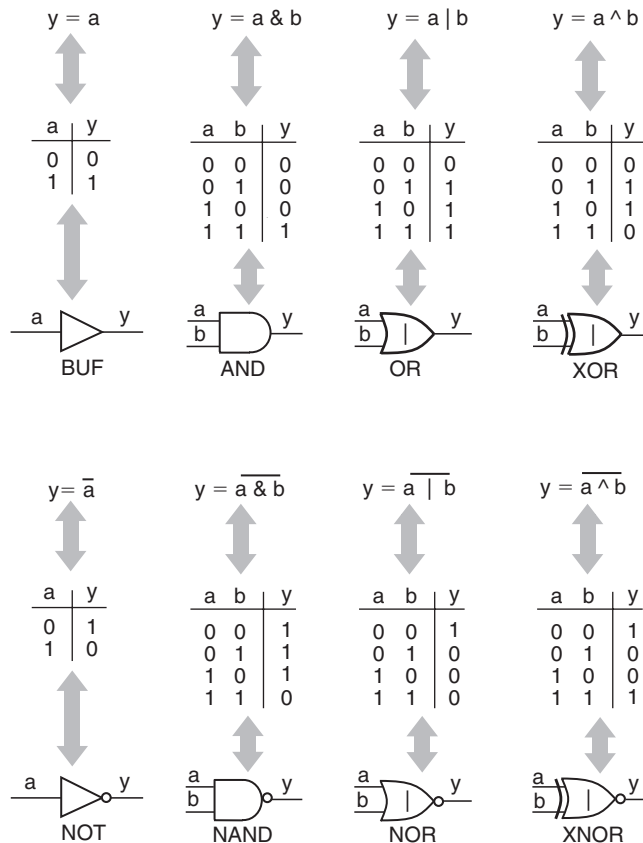 y = a
a y
0 0
1 1
a y
BUF
y = a & b
a b y
0 0 0
0 1 0
1 0 0
1 1 1
a
b
y
AND
y = a | b
a b y
0 0 0
0 1 1
1 0 1
1 1 1
a
b
y
|
OR
y = a ^ b
a b y
0 0 0
0 1 1
1 0 1
1 1 0
a
b
y
|
XOR
y= a̅
a y
0 1
1 0
a y
NOT
y = a̅ ̅&̅ ̅b̅
a b y
0 0 1
0 1 1
1 0 1
1 1 0
a
b
y
NAND
y = a̅ ̅|̅ ̅b̅
a b y
0 0 1
0 1 0
1 0 0
1 1 0
a
b
y
|
NOR
y = a̅ ̅^̅ ̅b̅
a b y
0 0 1
0 1 0
1 0 0
1 1 1
a
b
y
|
XNOR